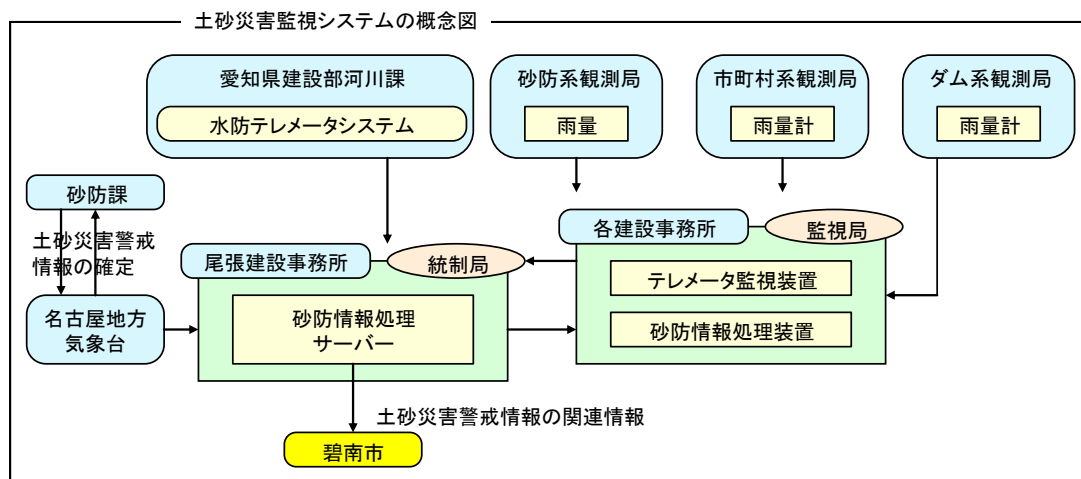 土砂災害監視システムの概念図
愛知県建設部河川課
水防テレメータシステム
砂防系観測局
雨量
市町村系観測局
雨量計
ダム系観測局
雨量計
砂防課
土砂災害警戒
情報の確定
名古屋地方
気象台
尾張建設事務所
統制局
砂防情報処理
サーバー
各建設事務所
監視局
テレメータ監視装置
砂防情報処理装置
土砂災害警戒情報の関連情報
碧南市